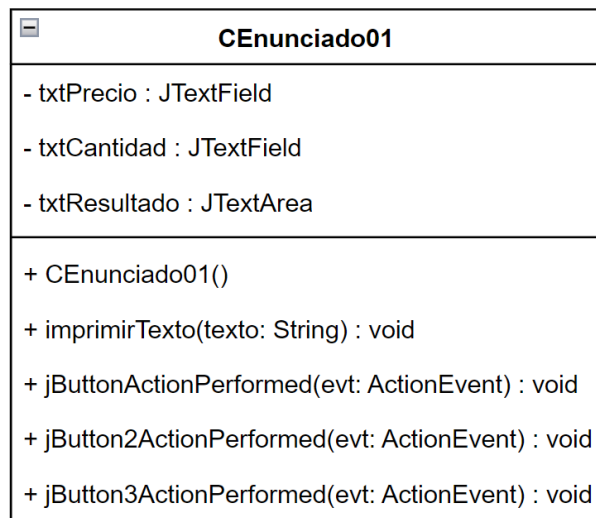 CEnunciado01
- txtPrecio : JTextField
- txtCantidad : JTextField
- txtResultado : JTextArea
+ CEnunciado01()
+ imprimirTexto(texto: String) : void
+ jButtonActionPerformed(evt: ActionEvent) : void
+ jButton2ActionPerformed(evt: ActionEvent) : void
+ jButton3ActionPerformed(evt: ActionEvent) : void